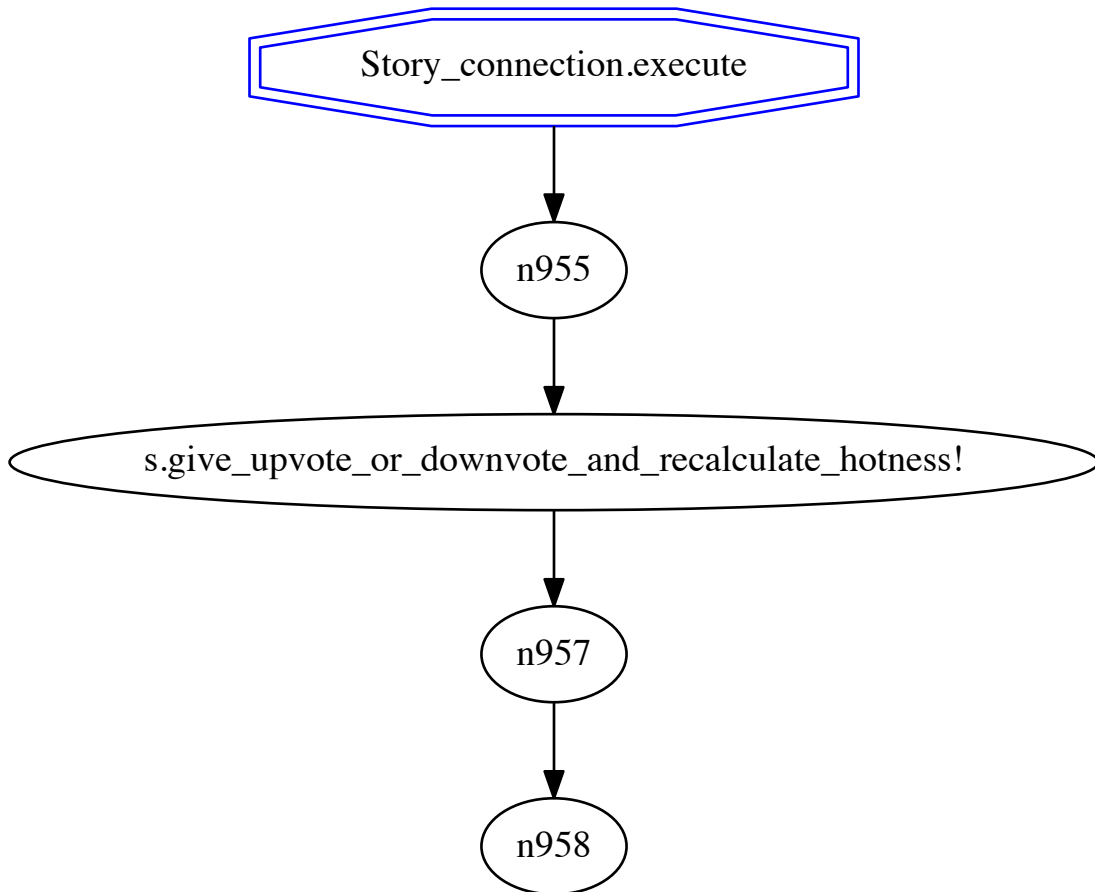 Story_connection.execute
n955
s.give_upvote_or_downvote_and_recalculate_hotness!
n957
n958